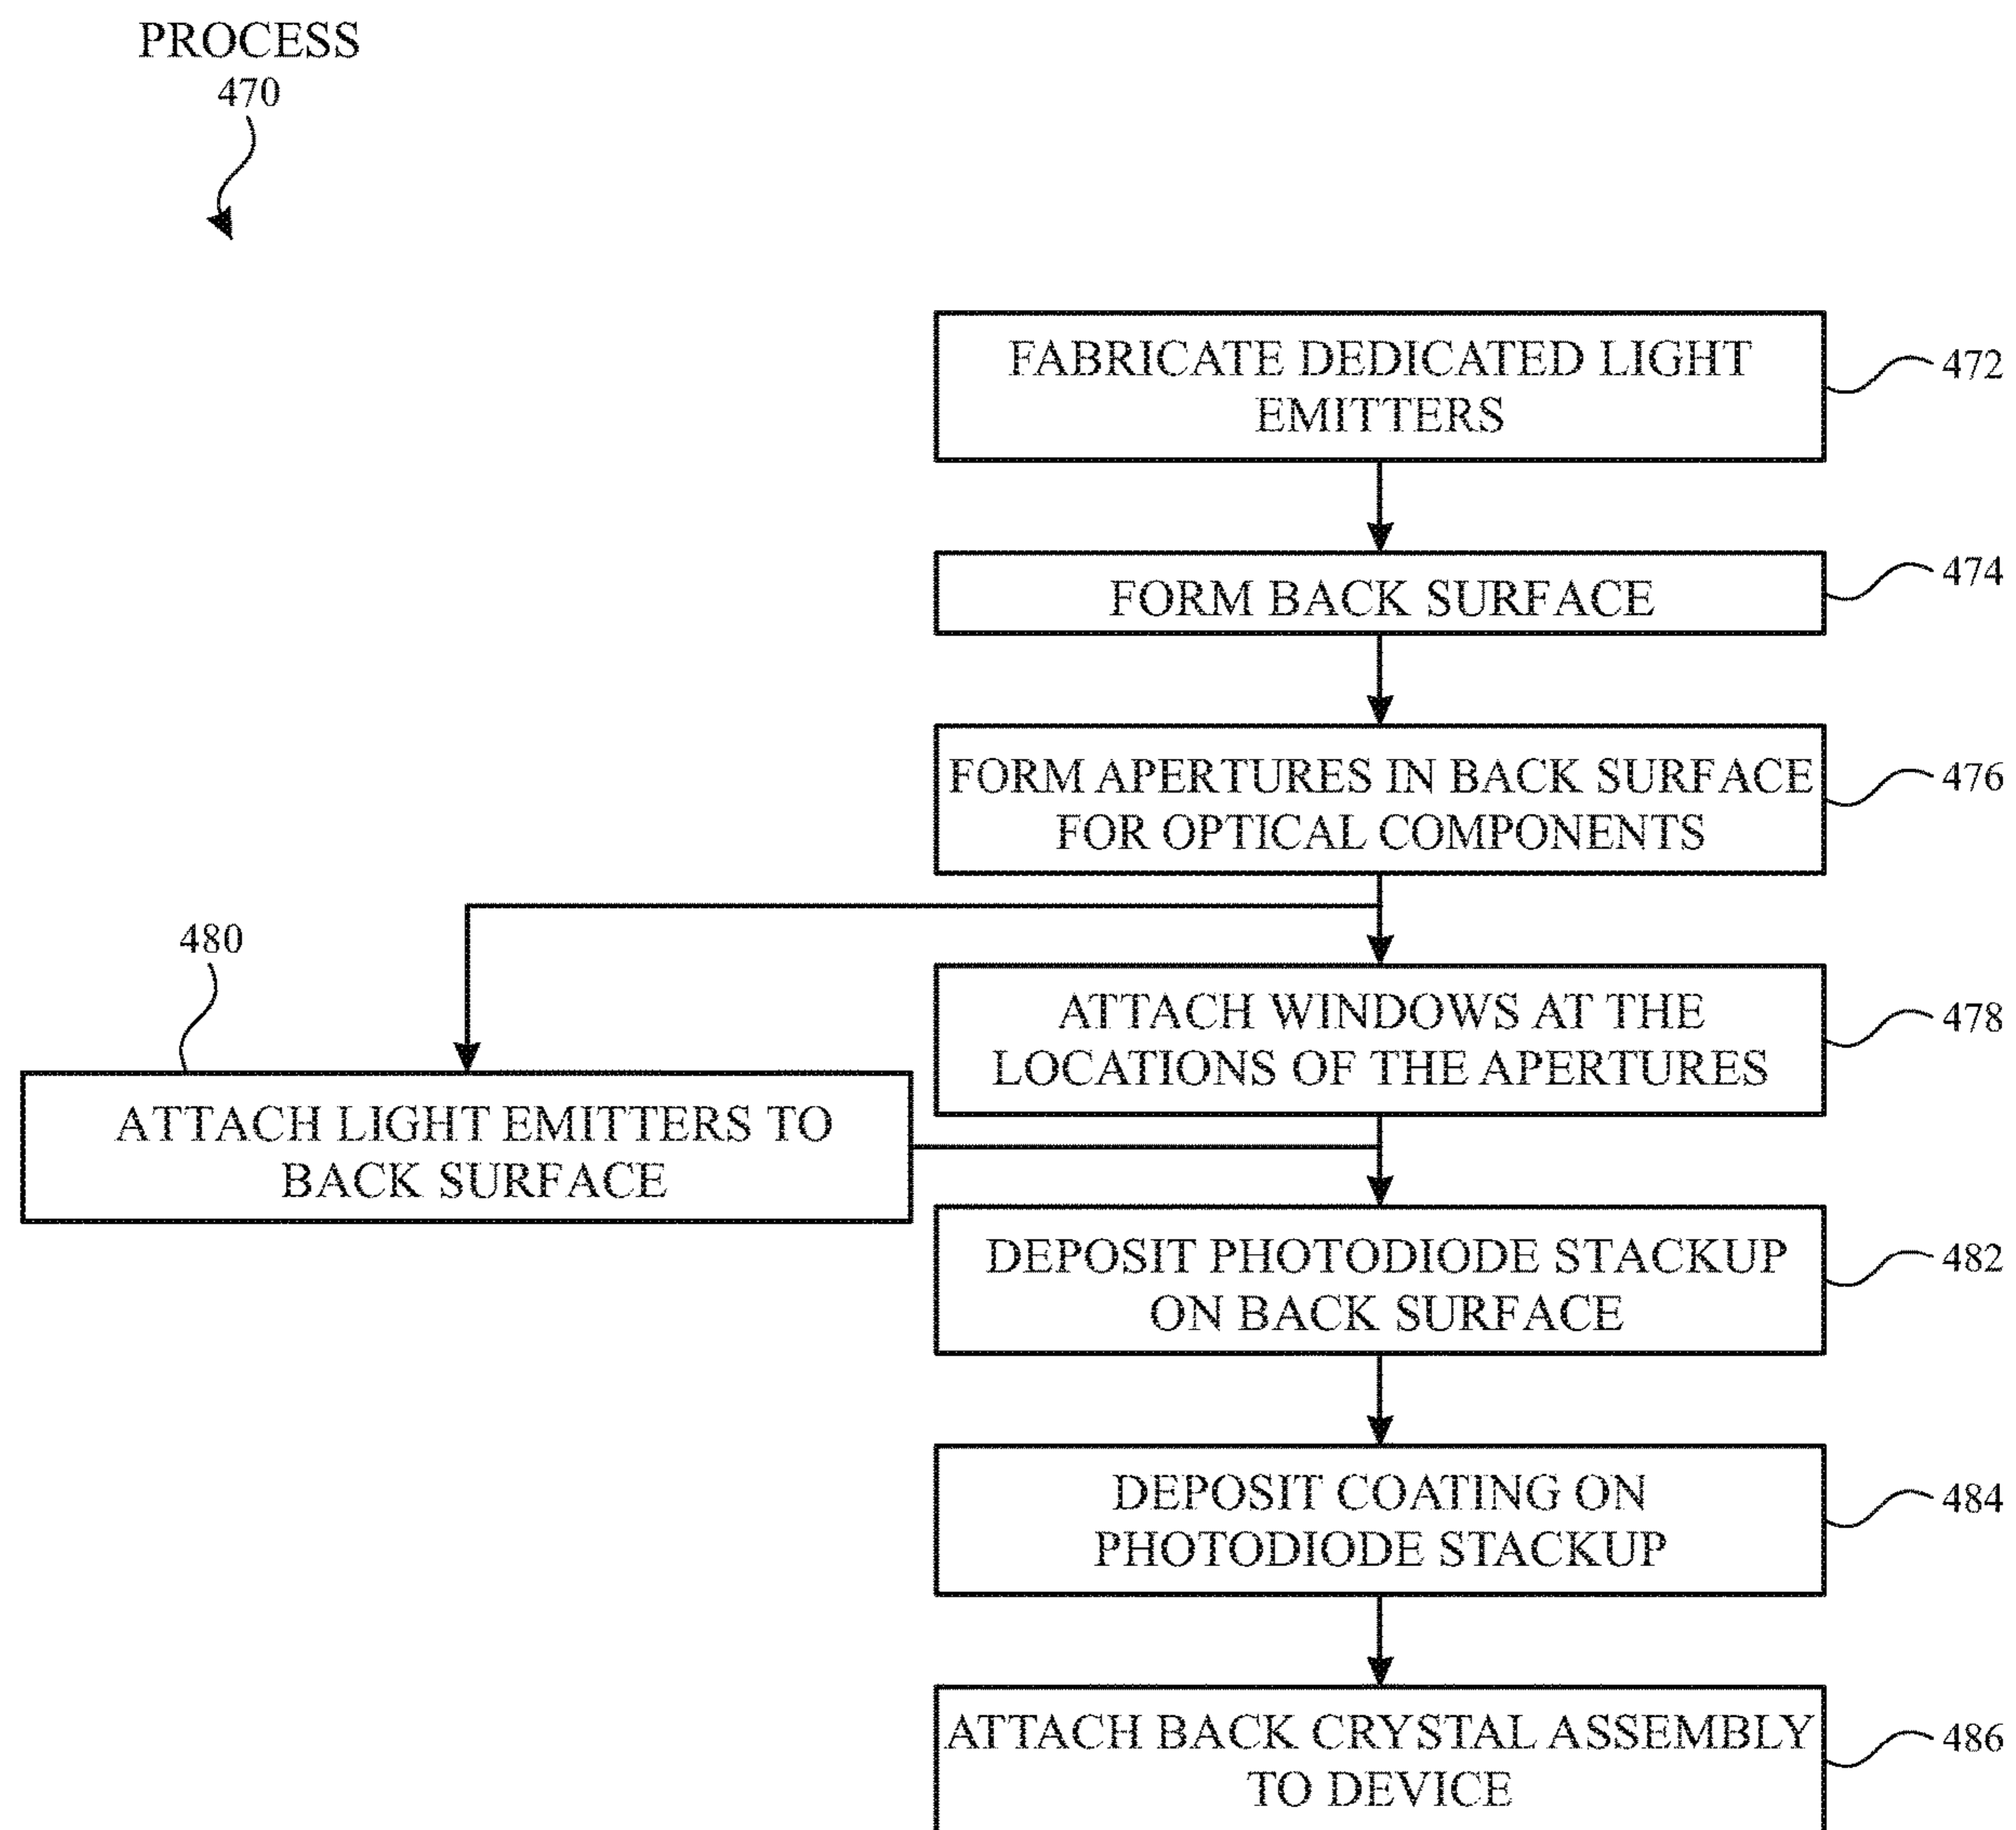 PROCESS
470
FABRICATE DEDICATED LIGHT
EMITTERS
472
FORM BACK SURFACE
474
FORM APERTURES IN BACK SURFACE
FOR OPTICAL COMPONENTS
476
ATTACH WINDOWS AT THE
LOCATIONS OF THE APERTURES
478
480
ATTACH LIGHT EMITTERS TO
BACK SURFACE
DEPOSIT PHOTODIODE STACKUP
ON BACK SURFACE
482
DEPOSIT COATING ON
PHOTODIODE STACKUP
484
ATTACH BACK CRYSTAL ASSEMBLY
TO DEVICE
486